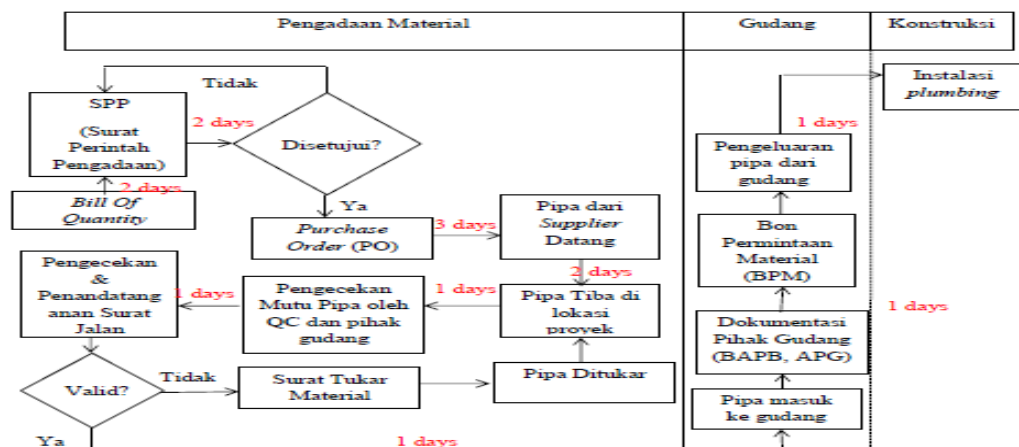 Pengadaan Material
Gudang
Konstruksi
Tidak
SPP
(Surat
Perintah
Pengadaan)
2 days
Disetujui?
2 days
Bill Of
Quantity
Ya
Purchase
Order (PO)
3 days
Pipa dari
Supplier
Datang
2 days
Pipa Tiba di
lokasi
proyek
1 days
Pengecekan
Mutu Pipa oleh
QC dan pihak
gudang
1 days
Pengecekan
&
Penandatang
anan Surat
Jalan
Valid?
Tidak
Surat Tukar
Material
Pipa Ditukar
Ya
1 days
Pipa masuk
ke gudang
Dokumentasi
Pihak Gudang
(BAPB, APG)
1 days
Bon
Permintaan
Material
(BPM)
Pengeluaran
pipa dari
gudang
1 days
Instalasi
plumbing